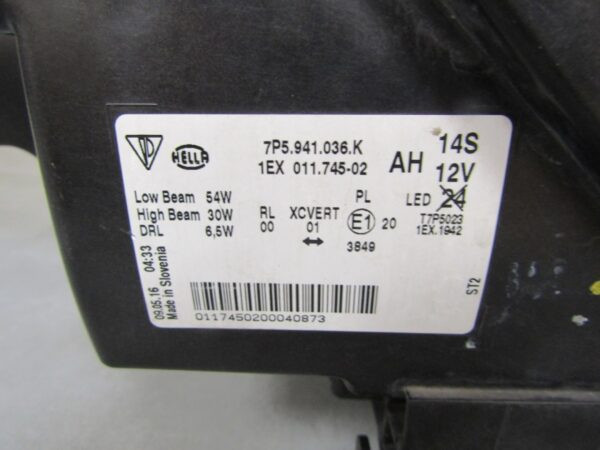 HELLA
7P5.941.036.K
1EX 011.745-02
AH
14S
12V
LED 24
Low Beam 54W
High Beam 30W
DRL 6,5W
RL
00
XCVERT
01
PL
E1 20
3849
T7P5023
1EX.1942
ST2
09.05.16 04:33
Made in Slovenia
0117450200040873